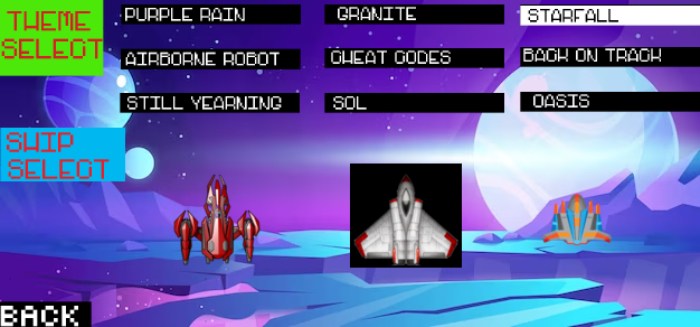 THEME
SELECT
PURPLE RAIN
GRANITE
STARFALL
AIRBORNE ROBOT
CHEAT CODES
BACK ON TRACK
STILL YEARNING
SOL
OASIS
SHIP
SELECT
BACK